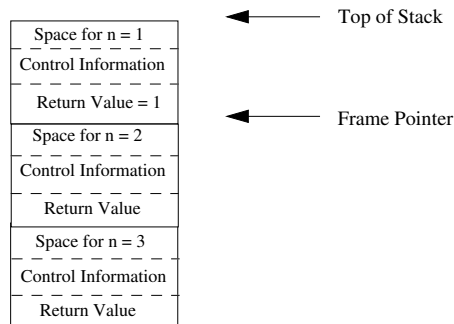 Top of Stack
Space for n = 1
Control Information
Return Value = 1
Frame Pointer
Space for n = 2
Control Information
Return Value
Space for n = 3
Control Information
Return Value